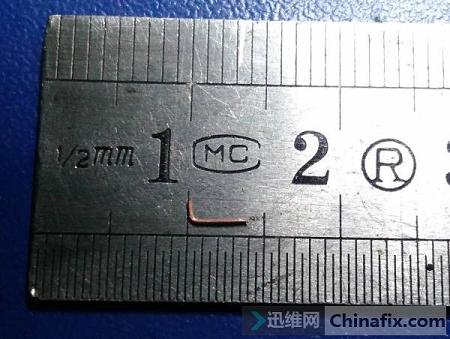 1/2mm 1 MC 2 R
迅维网 Chinafix.com